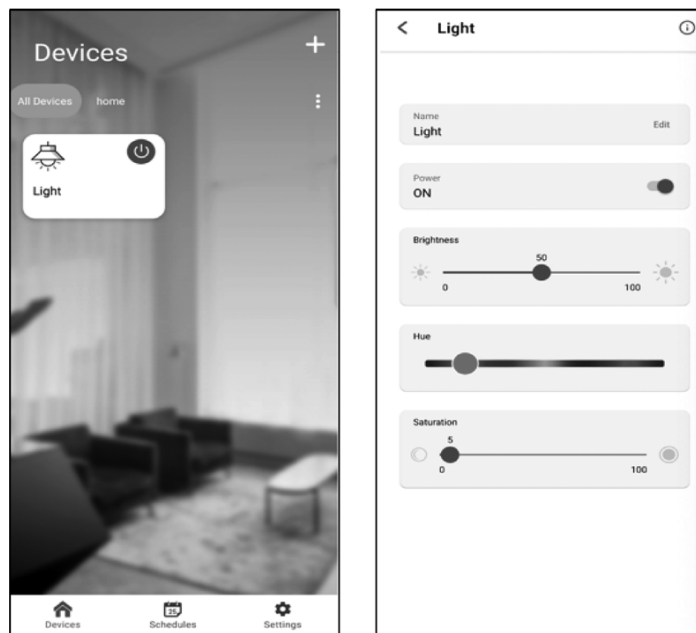 Devices
All Devices home
Light
25
Devices Schedules Settings
Light
Name
Light
Edit
Power
ON
Brightness
50
0 100
Hue
Saturation
5
0 100